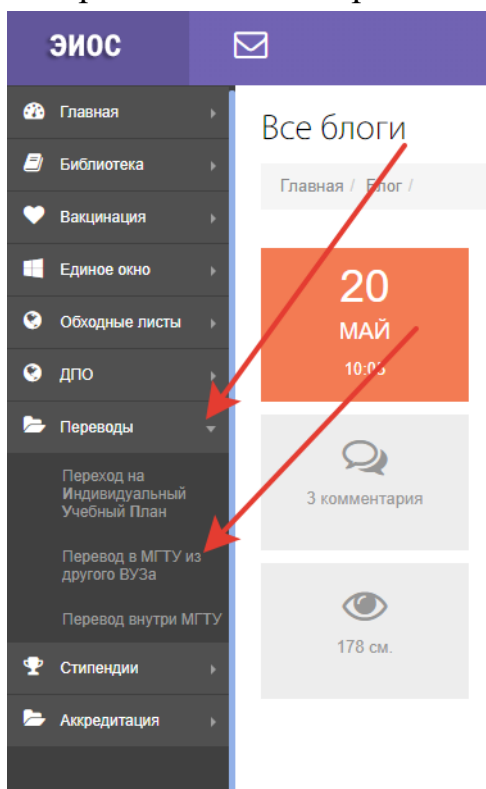 ЭИОС
Главная
Библиотека
Вакцинация
Единое окно
Обходные листы
ДПО
Переводы
Переход на
Индивидуальный
Учебный План
Перевод в МГТУ из
другого ВУЗа
Перевод внутри МГТУ
Стипендии
Аккредитация
Все блоги
Главная / Блог /
20
МАЙ
3 комментария
178 см.